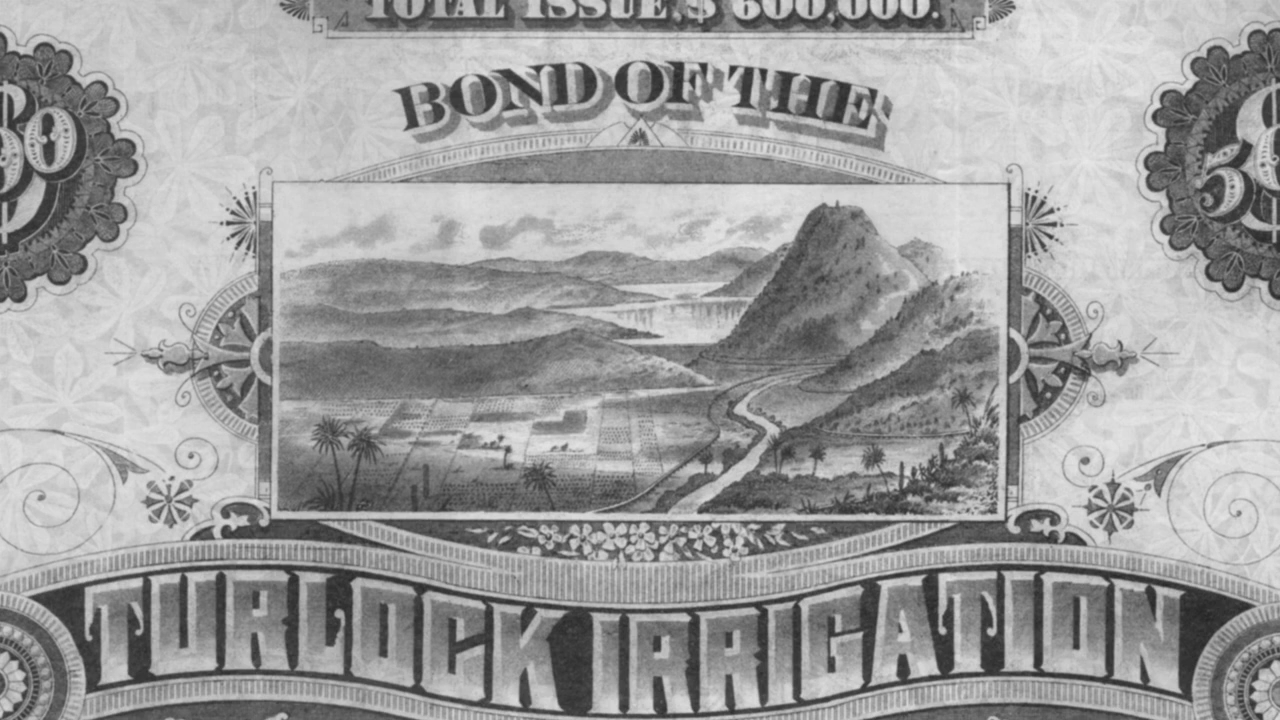 TOTAL ISSUE, $ 600,000.
BOND OF THE
TURLOCK IRRIGATION